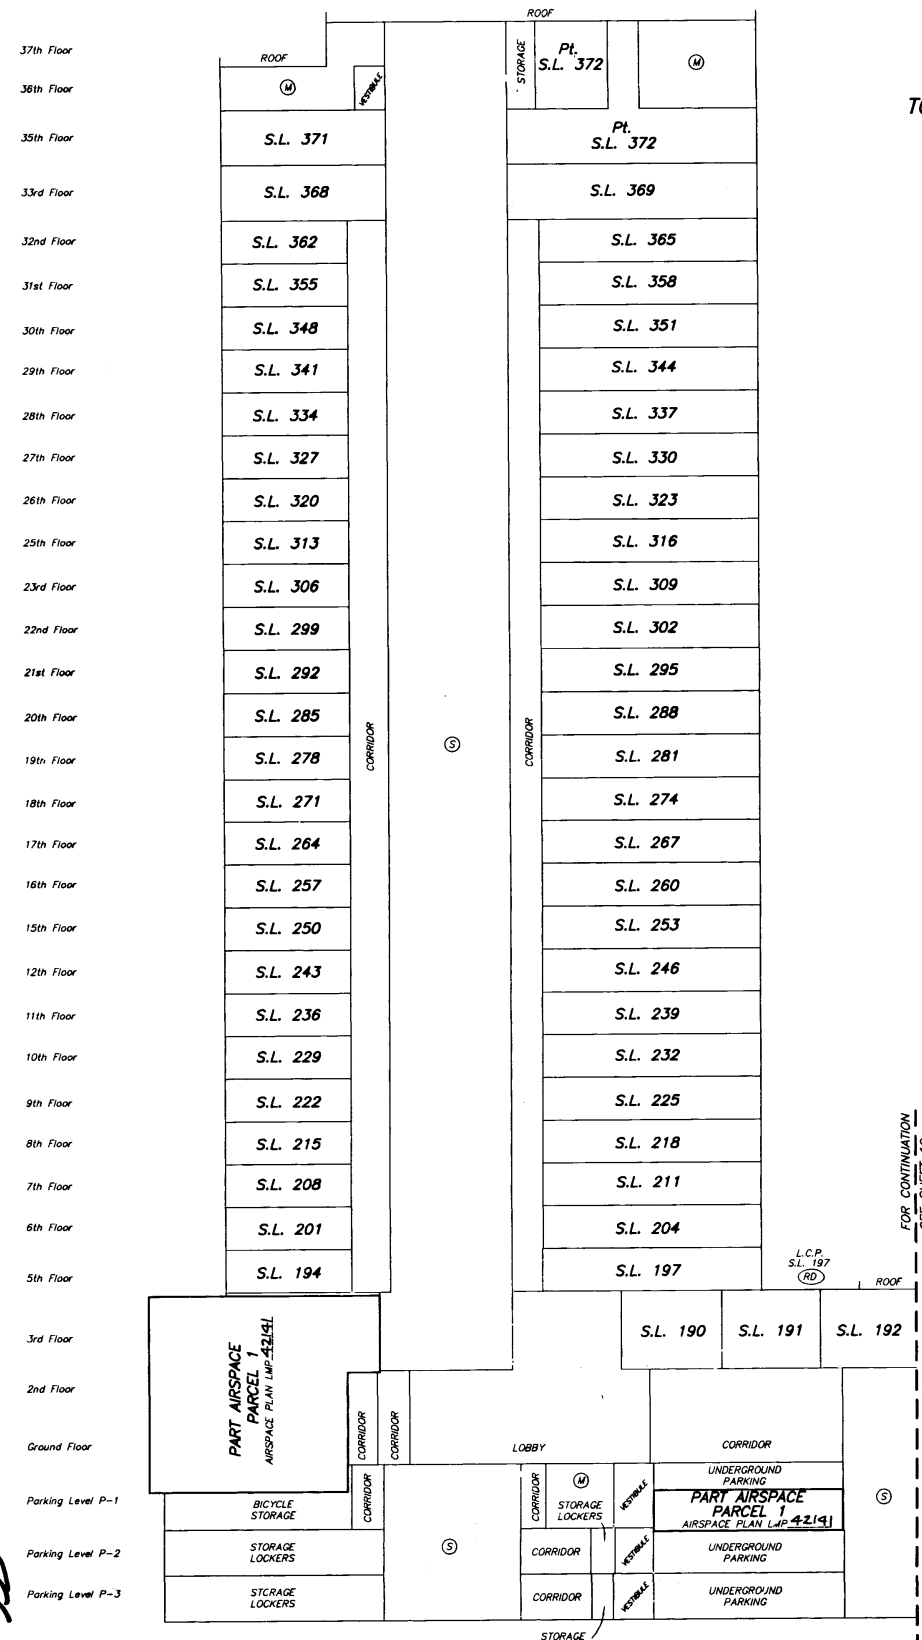 ROOF
37th Floor
ROOF
STORAGE
Pt.
S.L. 372
M
36th Floor
M
VESTIBULE
TO
35th Floor
S.L. 371
Pt.
S.L. 372
33rd Floor
S.L. 368
S.L. 369
32nd Floor
S.L. 362
S.L. 365
31st Floor
S.L. 355
S.L. 358
30th Floor
S.L. 348
S.L. 351
29th Floor
S.L. 341
S.L. 344
28th Floor
S.L. 334
S.L. 337
27th Floor
S.L. 327
S.L. 330
26th Floor
S.L. 320
S.L. 323
25th Floor
S.L. 313
S.L. 316
23rd Floor
S.L. 306
S.L. 309
22nd Floor
S.L. 299
S.L. 302
21st Floor
S.L. 292
S.L. 295
20th Floor
S.L. 285
S.L. 288
CORRIDOR
S
CORRIDOR
19th Floor
S.L. 278
S.L. 281
18th Floor
S.L. 271
S.L. 274
17th Floor
S.L. 264
S.L. 267
16th Floor
S.L. 257
S.L. 260
15th Floor
S.L. 250
S.L. 253
12th Floor
S.L. 243
S.L. 246
11th Floor
S.L. 236
S.L. 239
10th Floor
S.L. 229
S.L. 232
9th Floor
S.L. 222
S.L. 225
8th Floor
S.L. 215
S.L. 218
7th Floor
S.L. 208
S.L. 211
FOR CONTINUATION
6th Floor
S.L. 201
S.L. 204
5th Floor
S.L. 194
S.L. 197
L.C.P.
S.L. 197
RD
ROOF
3rd Floor
PART AIRSPACE
PARCEL 1
AIRSPACE PLAN LMP 42141
S.L. 190
S.L. 191
S.L. 192
2nd Floor
Ground Floor
CORRIDOR
CORRIDOR
LOBBY
CORRIDOR
Parking Level P-1
BICYCLE
STORAGE
CORRIDOR
CORRIDOR
M
STORAGE
LOCKERS
VESTIBULE
UNDERGROUND
PARKING
PART AIRSPACE
PARCEL 1
AIRSPACE PLAN LMP 42141
S
Parking Level P-2
STORAGE
LOCKERS
S
CORRIDOR
VESTIBULE
UNDERGROUND
PARKING
Parking Level P-3
STORAGE
LOCKERS
CORRIDOR
VESTIBULE
UNDERGROUND
PARKING
STORAGE